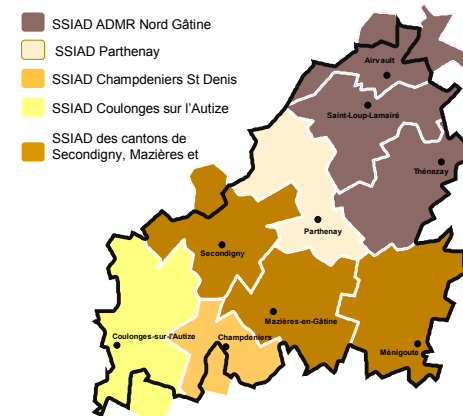 SSIAD ADMR Nord Gâtine
SSIAD Parthenay
SSIAD Champdeniers St Denis
SSIAD Coulonges sur l'Autize
SSIAD des cantons de
Secondigny, Mazières et
Airvault
Saint-Loup-Lamairé
Thénezay
Parthenay
Secondigny
Mazières-en-Gâtine
Coulonges-sur-l'Autize
Champdeniers
Ménigoute